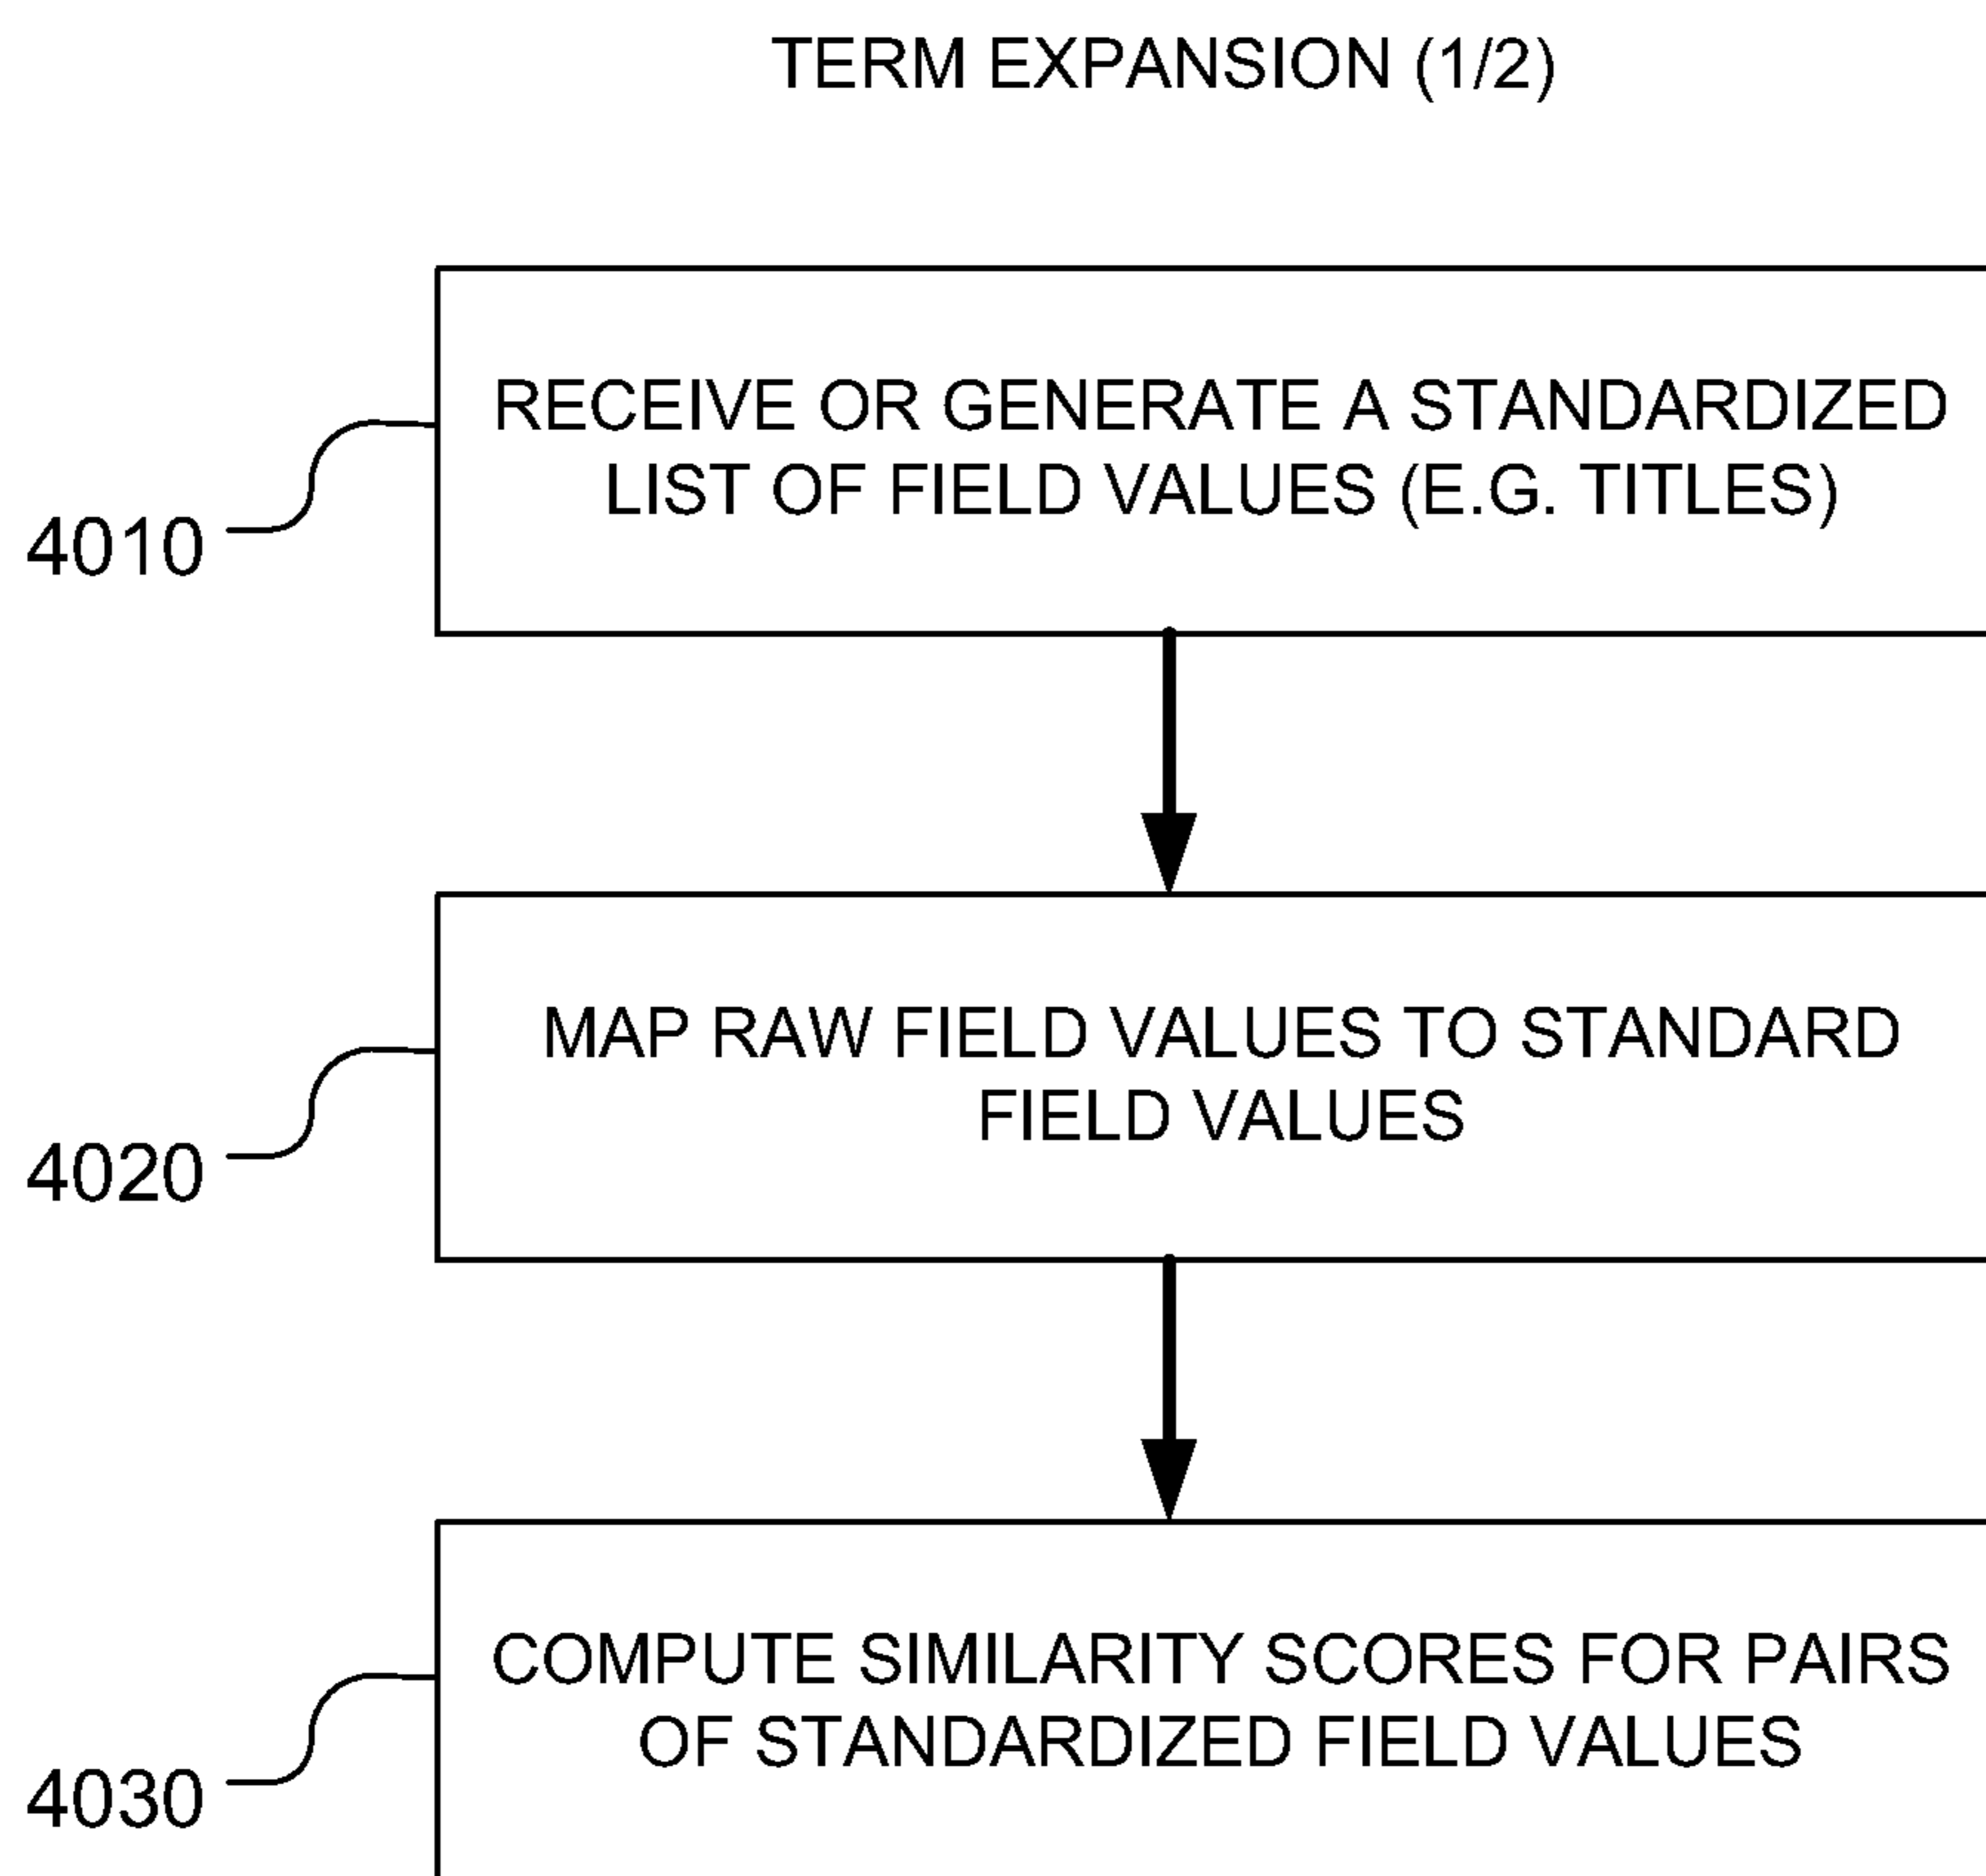 TERM EXPANSION (1/2)
RECEIVE OR GENERATE A STANDARDIZED
LIST OF FIELD VALUES (E.G. TITLES)
4010
MAP RAW FIELD VALUES TO STANDARD
FIELD VALUES
4020
COMPUTE SIMILARITY SCORES FOR PAIRS
OF STANDARDIZED FIELD VALUES
4030